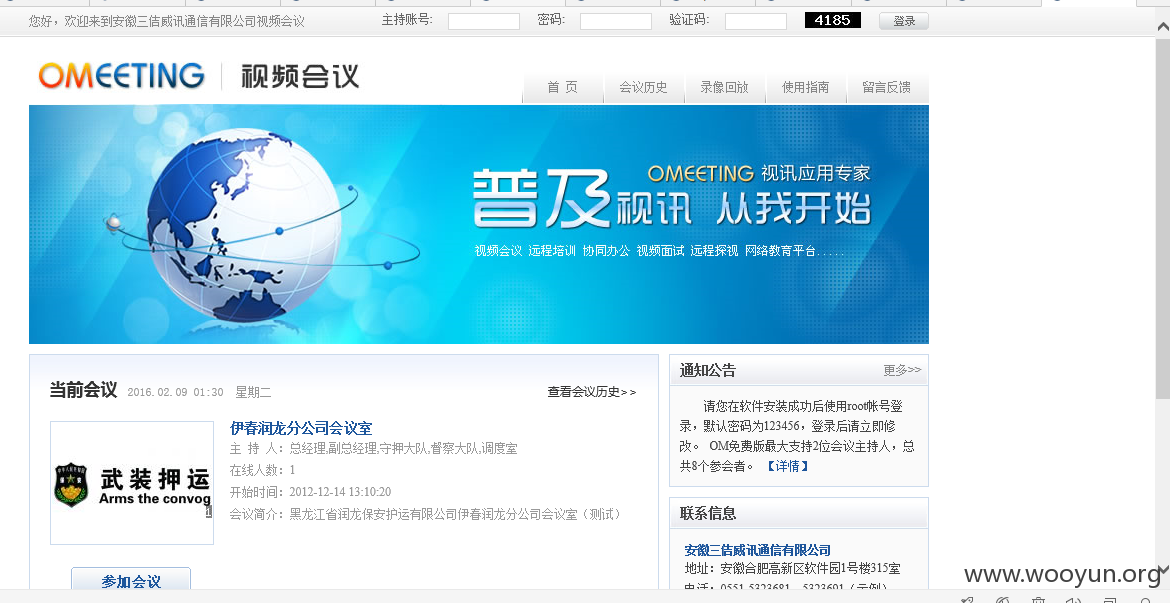 您好，欢迎来到安徽三佶威讯通信有限公司视频会议 主持账号: 密码: 验证码: 4185 登录
OMEETING 视频会议
首 页 会议历史 录像回放 使用指南 留言反馈
OMEETING 视讯应用专家
普及视讯 从我开始
视频会议 远程培训 协同办公 视频面试 远程探视 网络教育平台.....
当前会议 2016.02.09 01:30 星期二 查看会议历史>>
武装押运
Arms the convog
1
伊春润龙分公司会议室
主 持 人：总经理,副总经理,守押大队,督察大队,调度室
在线人数：1
开始时间：2012-12-14 13:10:20
会议简介：黑龙江省润龙保安护运有限公司伊春润龙分公司会议室（测试）
参加会议
通知公告 更多>>
请您在软件安装成功后使用root帐号登
录，默认密码为123456，登录后请立即修
改。 OM免费版最大支持2位会议主持人，总
共8个参会者。 【详情】
联系信息
安徽三佶威讯通信有限公司
地址：安徽合肥高新区软件园1号楼315室
电话：0551-5323681 5323691（示例）
www.wooyun.org